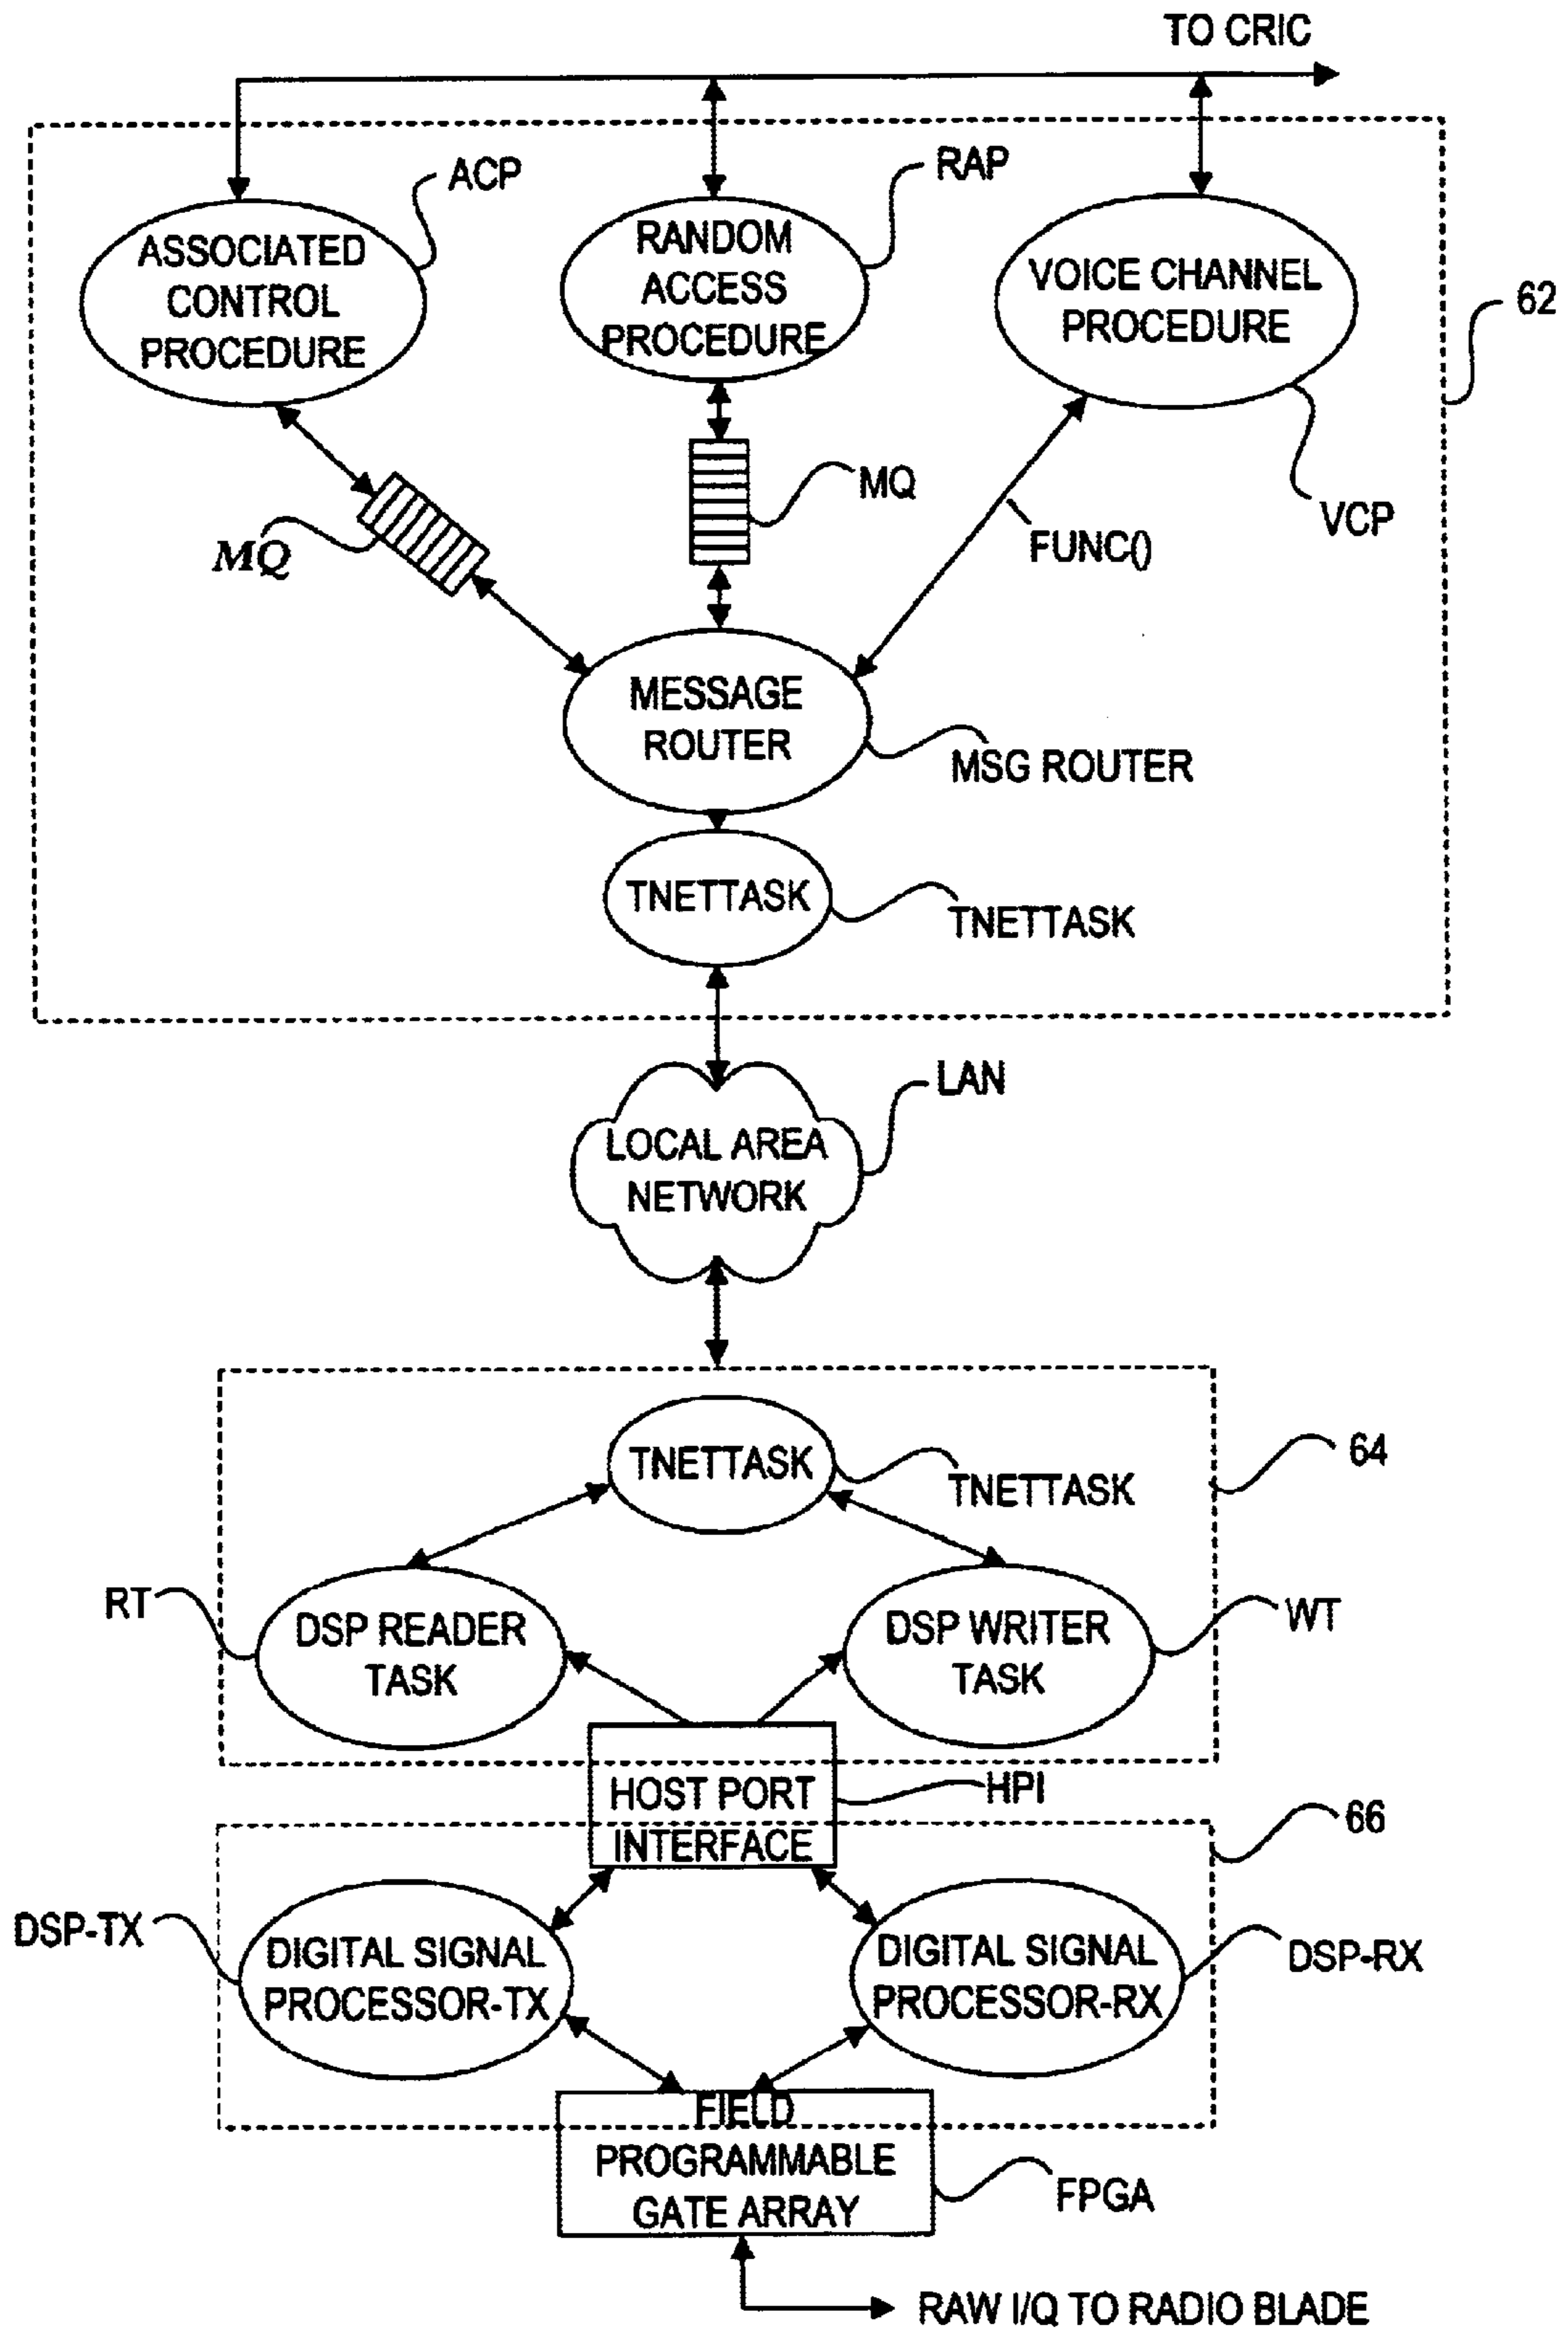 TO CRIC
ACP
RAP
ASSOCIATED
CONTROL
PROCEDURE
RANDOM
ACCESS
PROCEDURE
VOICE CHANNEL
PROCEDURE
62
MQ
MQ
FUNC()
VCP
MESSAGE
ROUTER
MSG ROUTER
TNETTASK
TNETTASK
LAN
LOCAL AREA
NETWORK
64
TNETTASK
TNETTASK
RT
DSP READER
TASK
DSP WRITER
TASK
WT
HOST PORT
INTERFACE
HPI
66
DSP-TX
DIGITAL SIGNAL
PROCESSOR-TX
DIGITAL SIGNAL
PROCESSOR-RX
DSP-RX
FIELD
PROGRAMMABLE
GATE ARRAY
FPGA
RAW I/Q TO RADIO BLADE